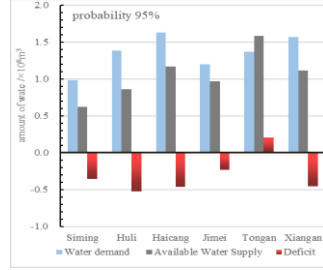 probability 95%
amount of wate /×10⁸m³
2.0
1.5
1.0
0.5
0.0
-0.5
-1.0
Siming Huli Haicang Jimei Tongan Xiangan
Water demand Available Water Supply Deficit